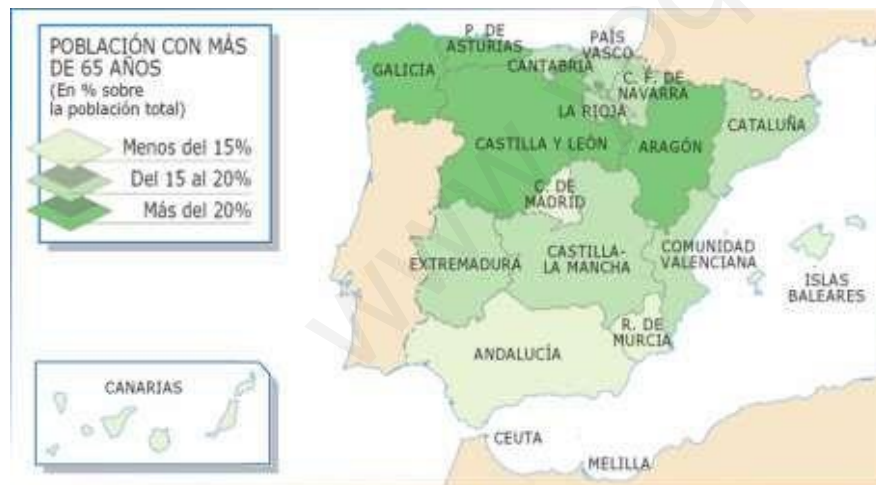 POBLACIÓN CON MÁS
DE 65 AÑOS
(En % sobre
la población total)
Menos del 15%
Del 15 al 20%
Más del 20%
P. DE
ASTURIAS
PAÍS
VASCO
GALICIA
CANTABRIA
C. F. DE
NAVARRA
LA RIOJA
CATALUÑA
CASTILLA Y LEÓN
ARAGÓN
C. DE
MADRID
EXTREMADURA
CASTILLA-
LA MANCHA
COMUNIDAD
VALENCIANA
ISLAS
BALEARES
R. DE
MURCIA
ANDALUCÍA
CANARIAS
CEUTA
MELILLA